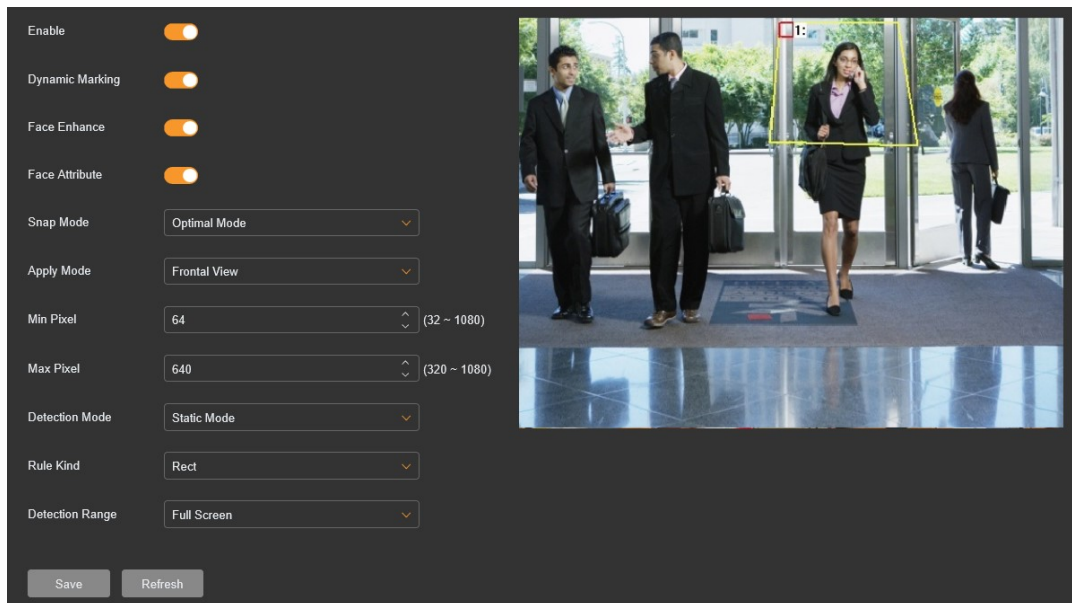 Enable
1:
Dynamic Marking
Face Enhance
Face Attribute
Snap Mode Optimal Mode
Apply Mode Frontal View
Min Pixel 64 (32 ~ 1080)
Max Pixel 640 (320 ~ 1080)
Detection Mode Static Mode
Rule Kind Rect
Detection Range Full Screen
Save Refresh